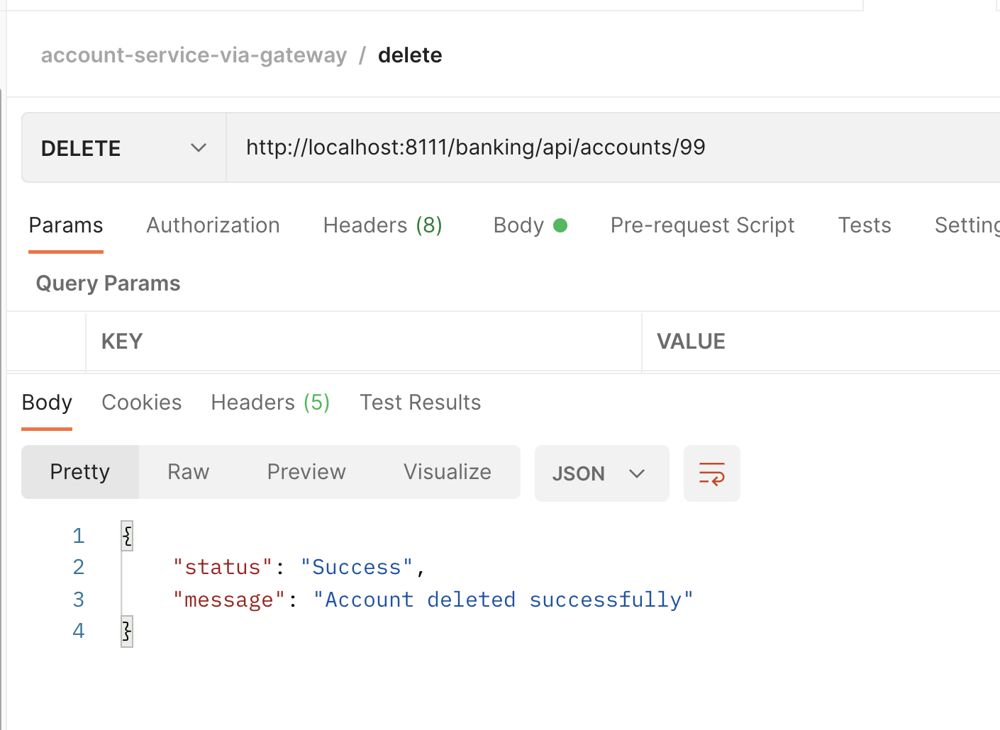 account-service-via-gateway / delete
DELETE http://localhost:8111/banking/api/accounts/99
Params Authorization Headers (8) Body Pre-request Script Tests Setting
Query Params
KEY VALUE
Body Cookies Headers (5) Test Results
Pretty Raw Preview Visualize JSON
1 {
2 "status": "Success",
3 "message": "Account deleted successfully"
4 }